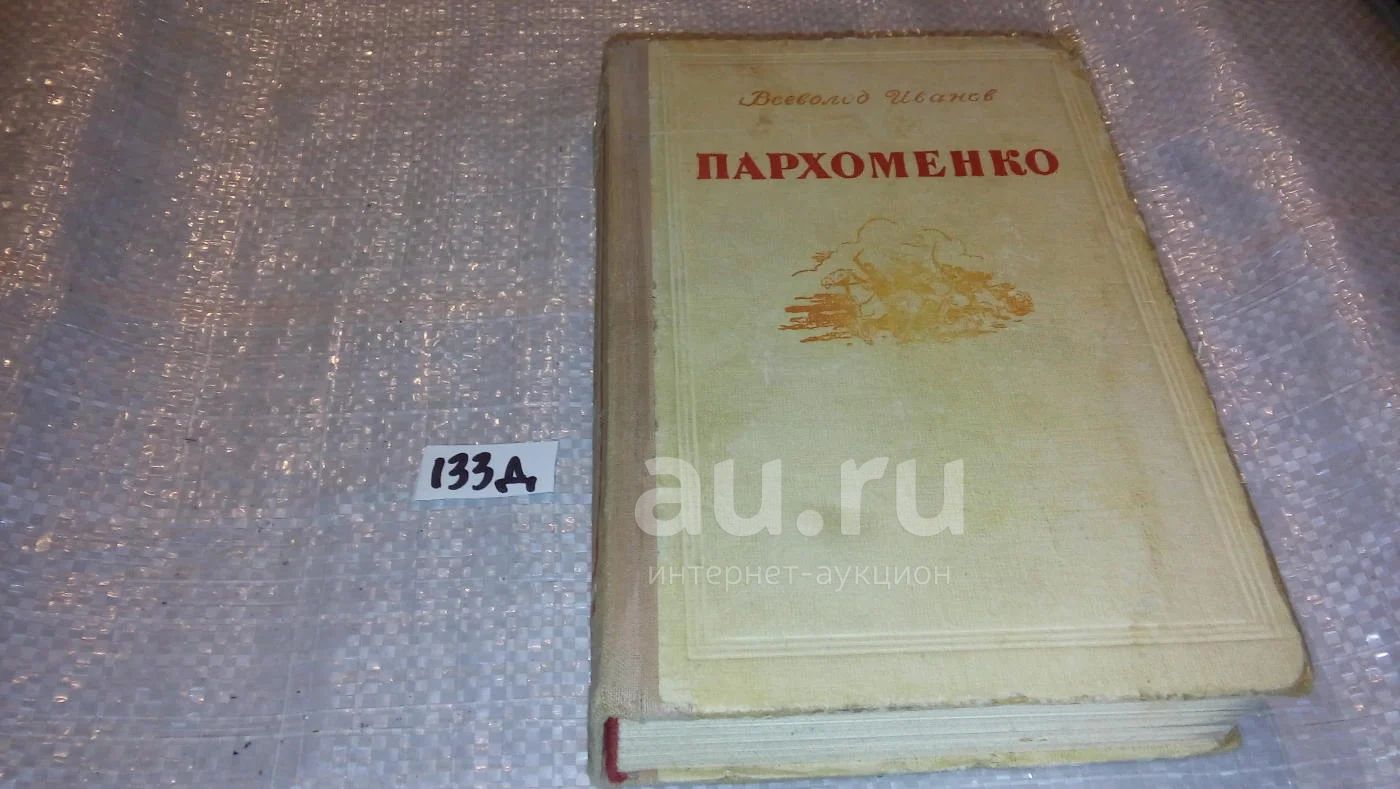 Всеволод Иванов
ПАРХОМЕНКО
133Д
au.ru
интернет-аукцион